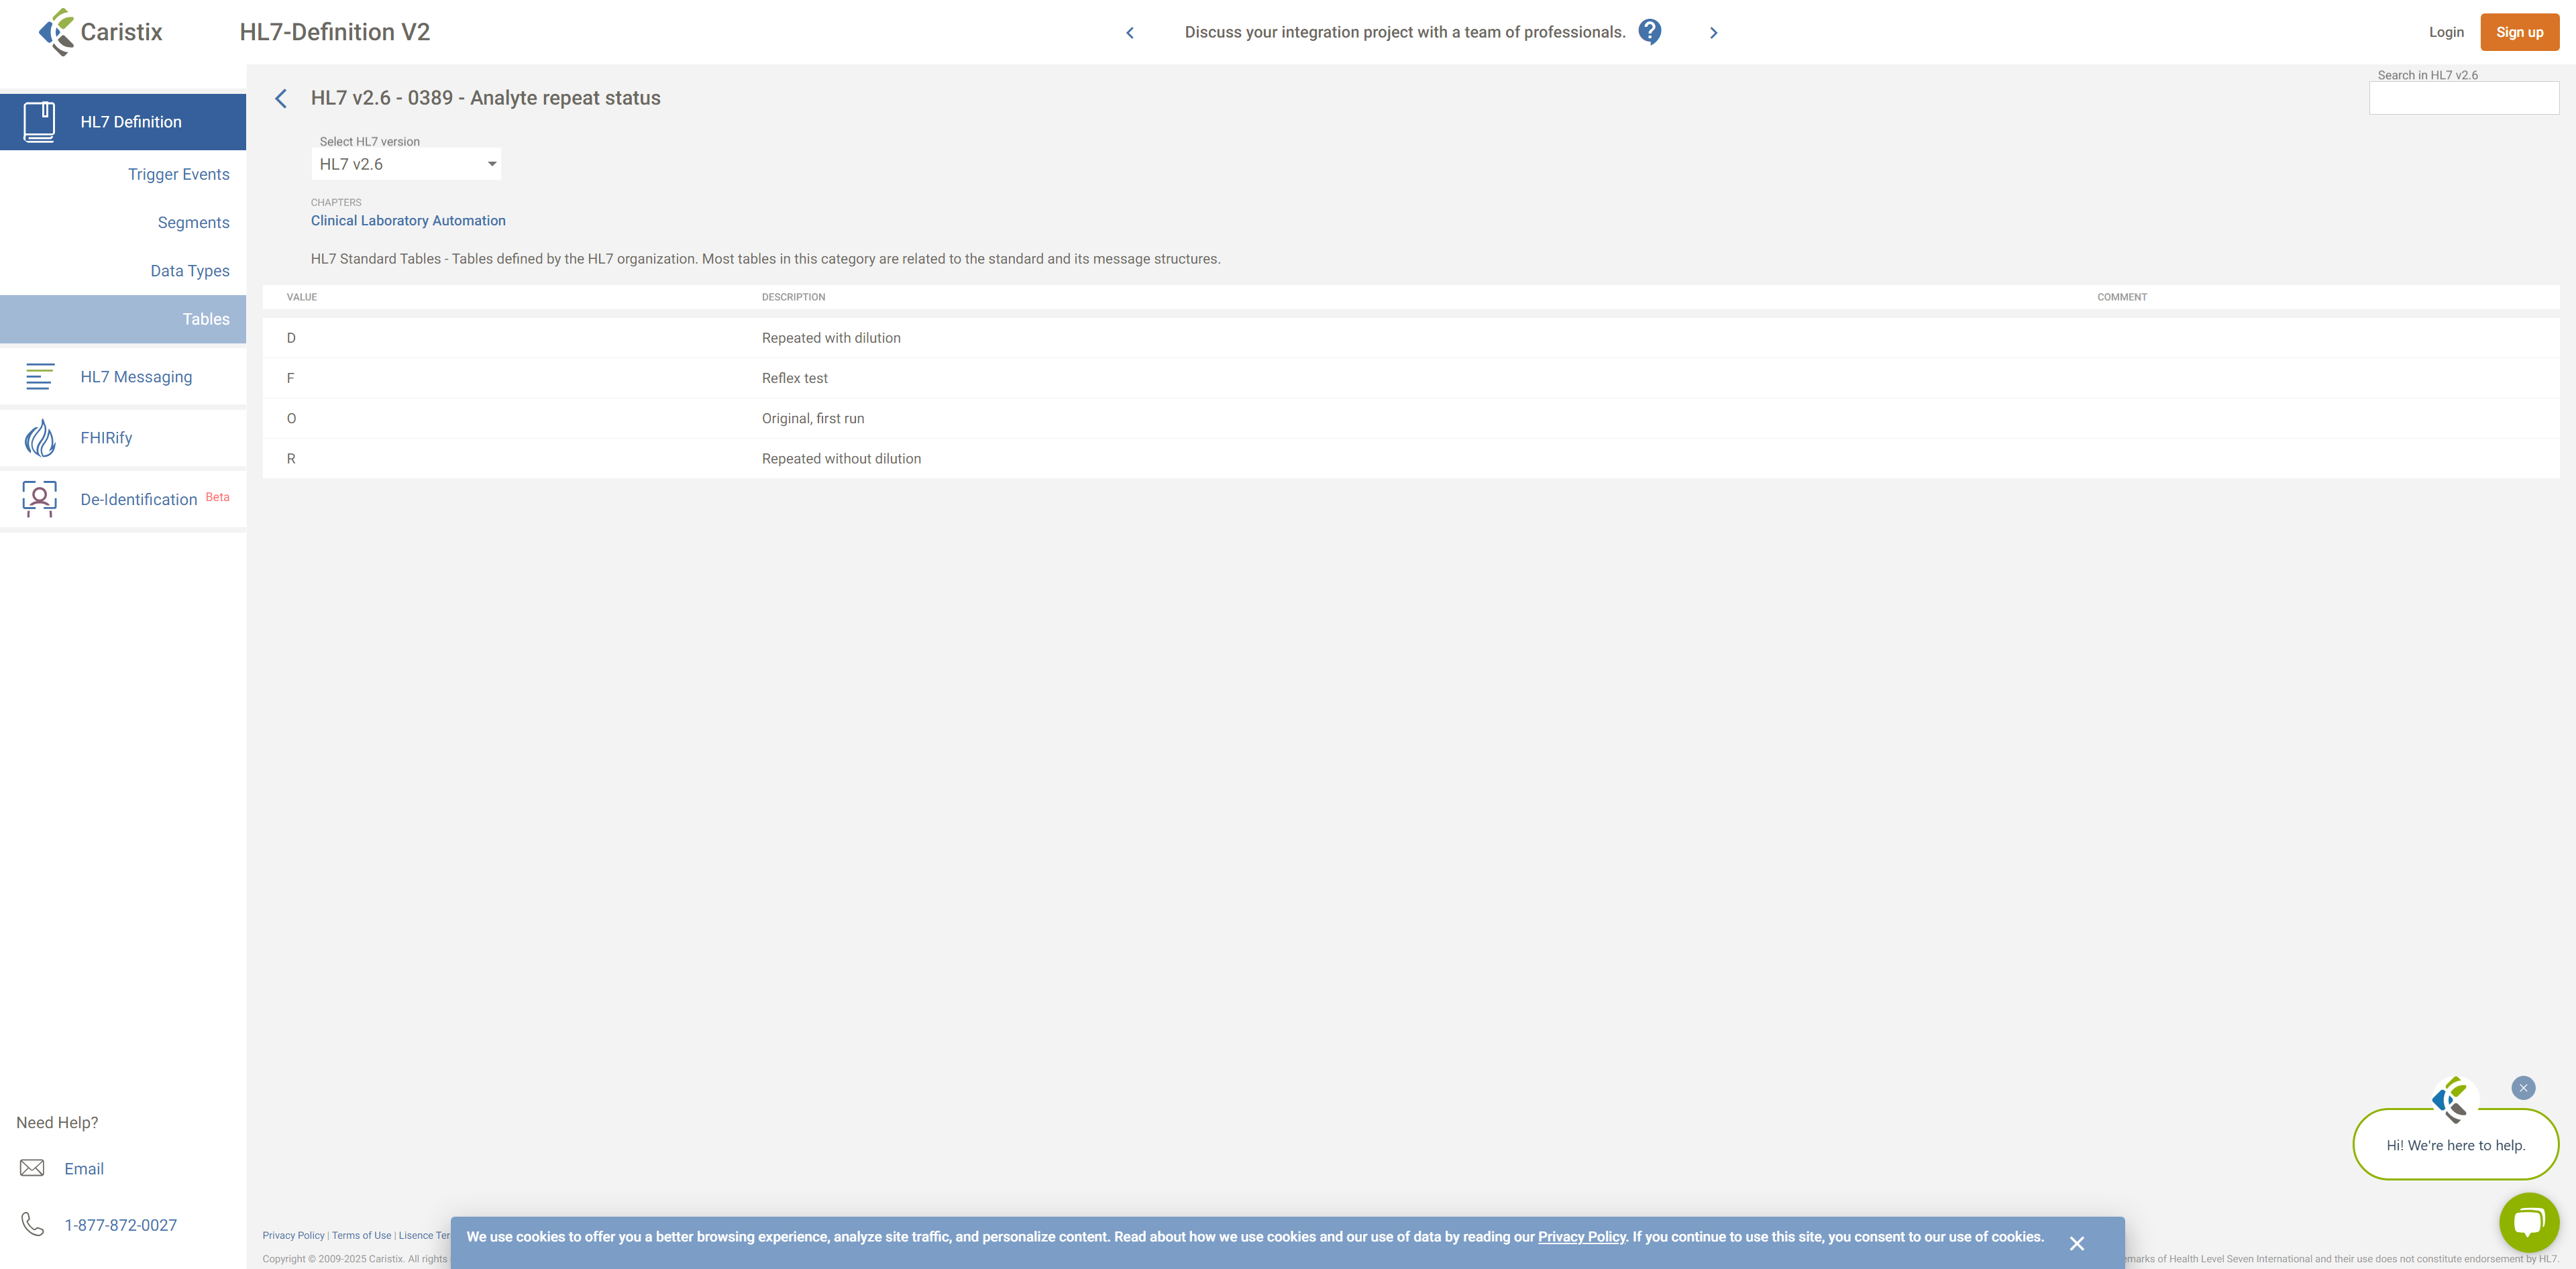 Caristix
HL7-Definition V2
Discuss your integration project with a team of professionals.
Login
Sign up
HL7 Definition
Trigger Events
Segments
Data Types
Tables
HL7 Messaging
FHIRify
De-Identification Beta
Need Help?
Email
1-877-872-0027
HL7 v2.6 - 0389 - Analyte repeat status
Search in HL7 v2.6
Select HL7 version
HL7 v2.6
CHAPTERS
Clinical Laboratory Automation
HL7 Standard Tables - Tables defined by the HL7 organization. Most tables in this category are related to the standard and its message structures.
VALUE DESCRIPTION COMMENT
D Repeated with dilution
F Reflex test
O Original, first run
R Repeated without dilution
Hi! We're here to help.
Privacy Policy | Terms of Use | Lisence
We use cookies to offer you a better browsing experience, analyze site traffic, and personalize content. Read about how we use cookies and our use of data by reading our Privacy Policy. If you continue to use this site, you consent to our use of cookies.
Copyright © 2009-2025 Caristix. All rights
of Health Level Seven International and their use does not constitute endorsement by HL7.